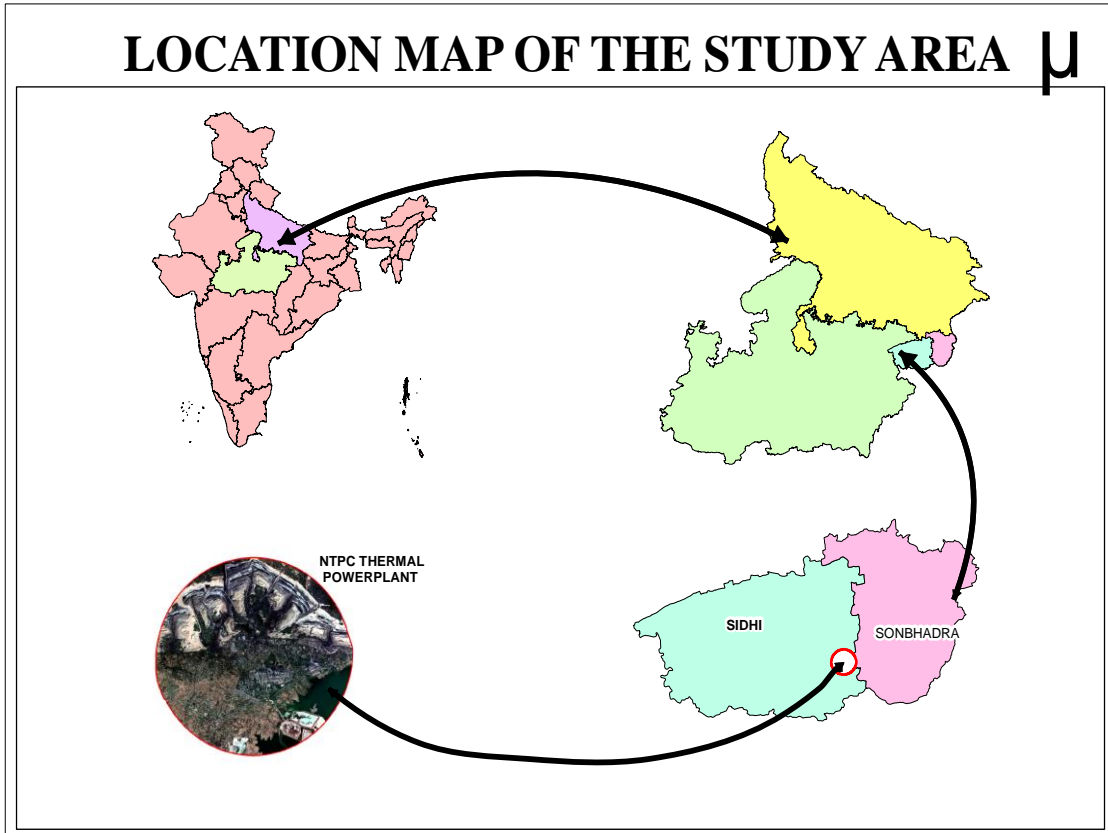 LOCATION MAP OF THE STUDY AREA µ
NTPC THERMAL
POWERPLANT
SIDHI
SONBHADRA